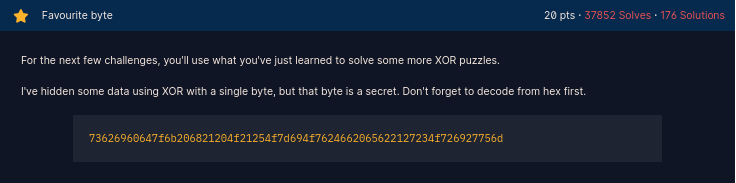 Favourite byte 20 pts · 37852 Solves · 176 Solutions
For the next few challenges, you'll use what you've just learned to solve some more XOR puzzles.
I've hidden some data using XOR with a single byte, but that byte is a secret. Don't forget to decode from hex first.
73626960647f6b206821204f21254f7d694f7624662065622127234f726927756d